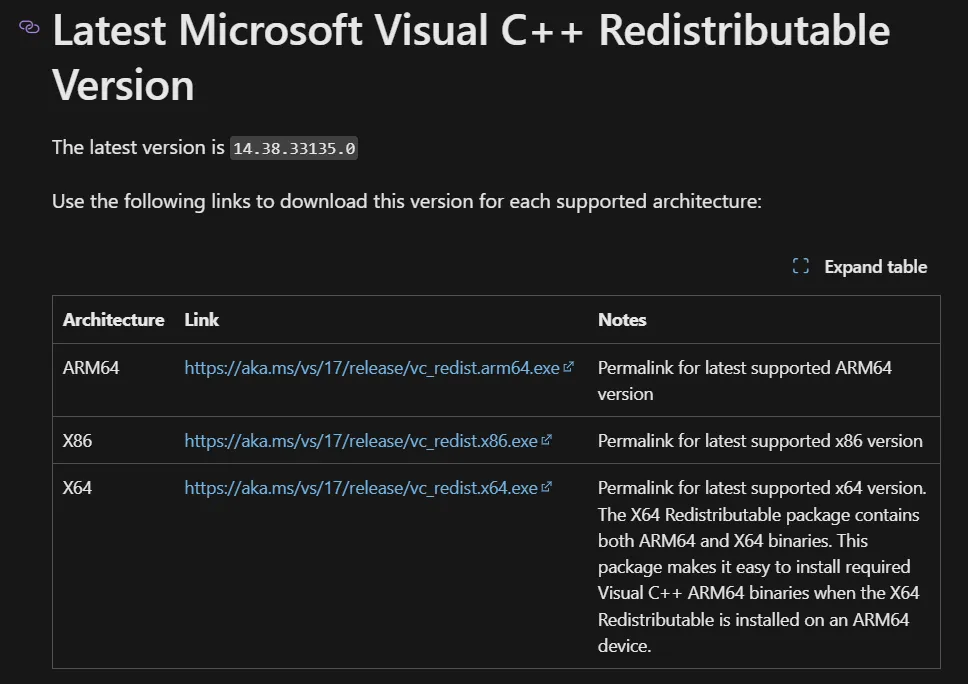 Latest Microsoft Visual C++ Redistributable
Version
The latest version is 14.38.33135.0
Use the following links to download this version for each supported architecture:
Expand table
Architecture Link Notes
ARM64 https://aka.ms/vs/17/release/vc_redist.arm64.exe Permalink for latest supported ARM64
version
X86 https://aka.ms/vs/17/release/vc_redist.x86.exe Permalink for latest supported x86 version
X64 https://aka.ms/vs/17/release/vc_redist.x64.exe Permalink for latest supported x64 version.
The X64 Redistributable package contains
both ARM64 and X64 binaries. This
package makes it easy to install required
Visual C++ ARM64 binaries when the X64
Redistributable is installed on an ARM64
device.